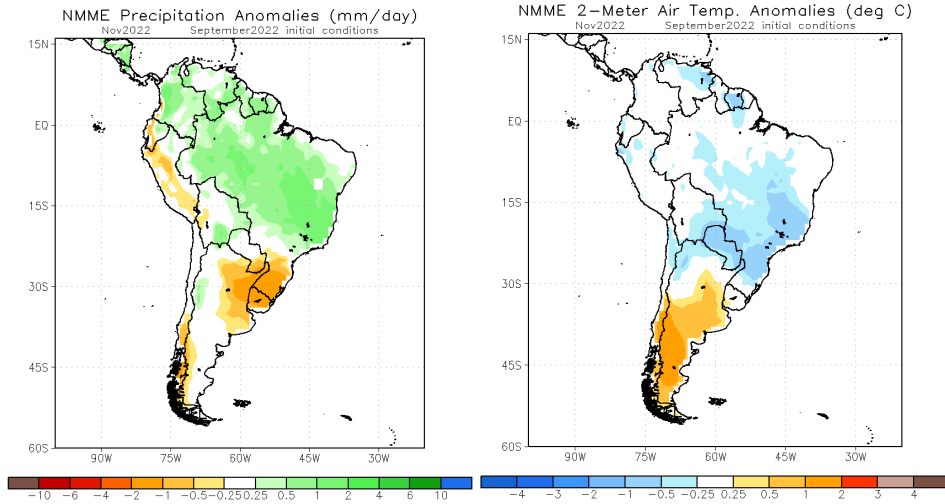 NMME Precipitation Anomalies (mm/day)
Nov2022 September2022 initial conditions
15N
EQ
15S
30S
45S
60S
90W 75W 60W 45W 30W
-10 -6 -4 -2 -1 -0.5 -0.25 0.25 0.5 1 2 4 6 10
NMME 2-Meter Air Temp. Anomalies (deg C)
Nov2022 September2022 initial conditions
15N
EQ
15S
30S
45S
60S
90W 75W 60W 45W 30W
-4 -3 -2 -1 -0.5 -0.25 0.25 0.5 1 2 3 4